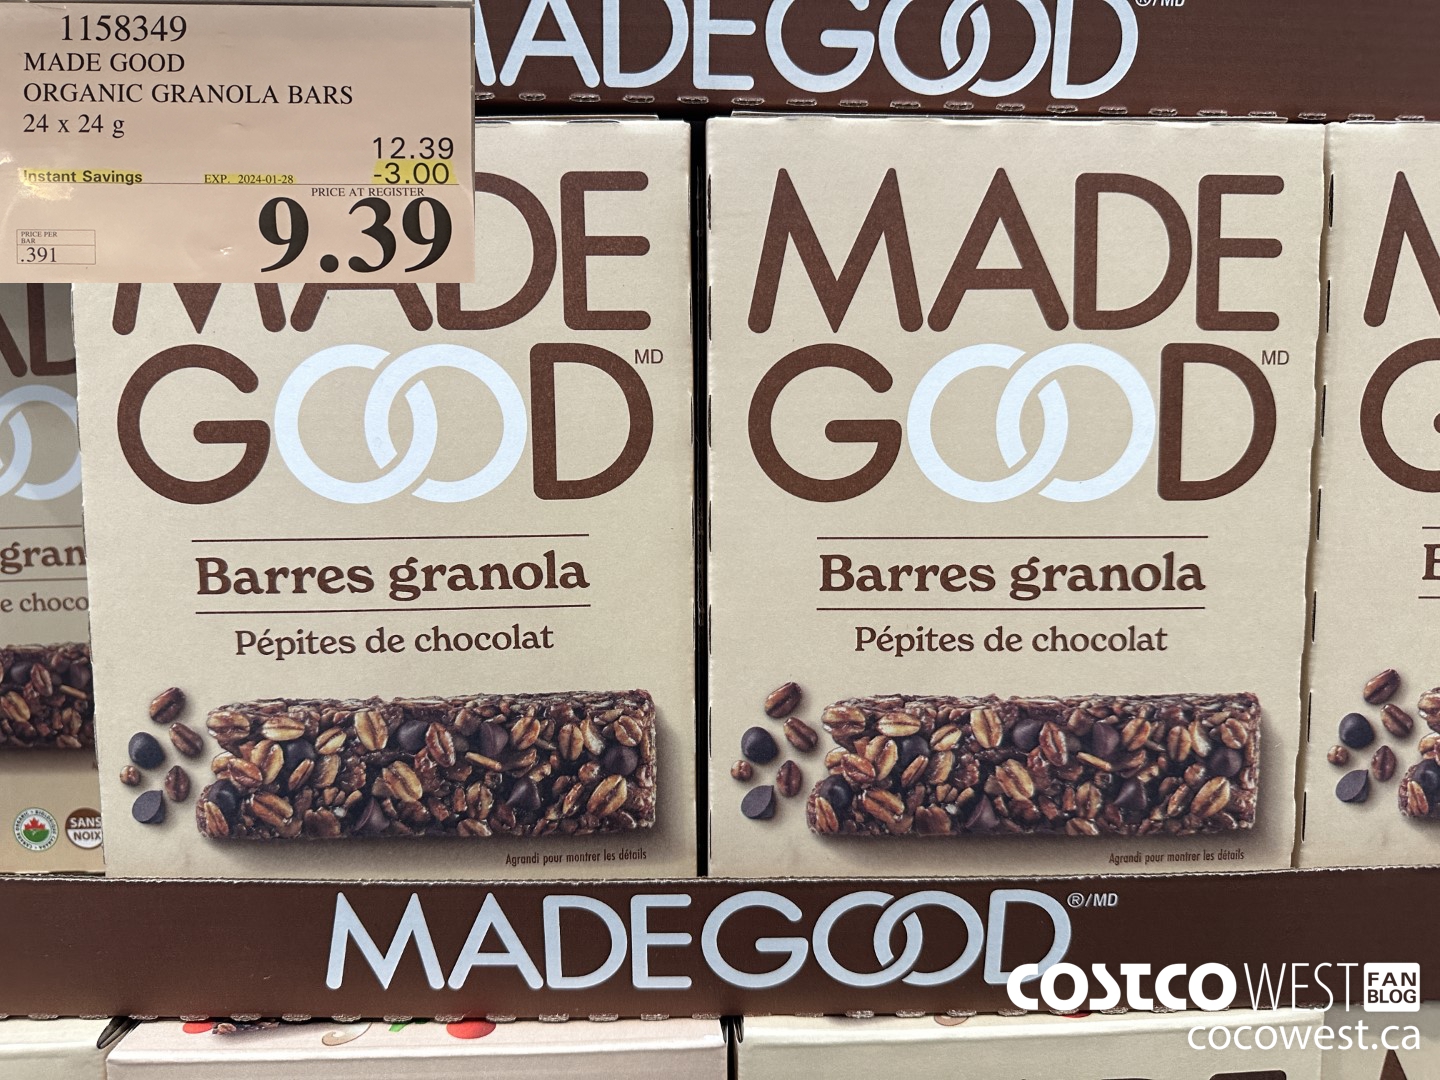 1158349
MADE GOOD
ORGANIC GRANOLA BARS
24 x 24 g
12.39
Instant Savings EXP. 2024-01-28 -3.00
PRICE AT REGISTER
9.39
PRICE PER
BAR
.391
MADEGOOD ®/MD
MADE
GOOD MD
Barres granola
Pépites de chocolat
Agrandi pour montrer les détails
MADE
GOOD MD
Barres granola
Pépites de chocolat
Agrandi pour montrer les détails
SANS
NOIX
MADEGOOD ®/MD
COSTCO WEST FAN BLOG
cocowest.ca